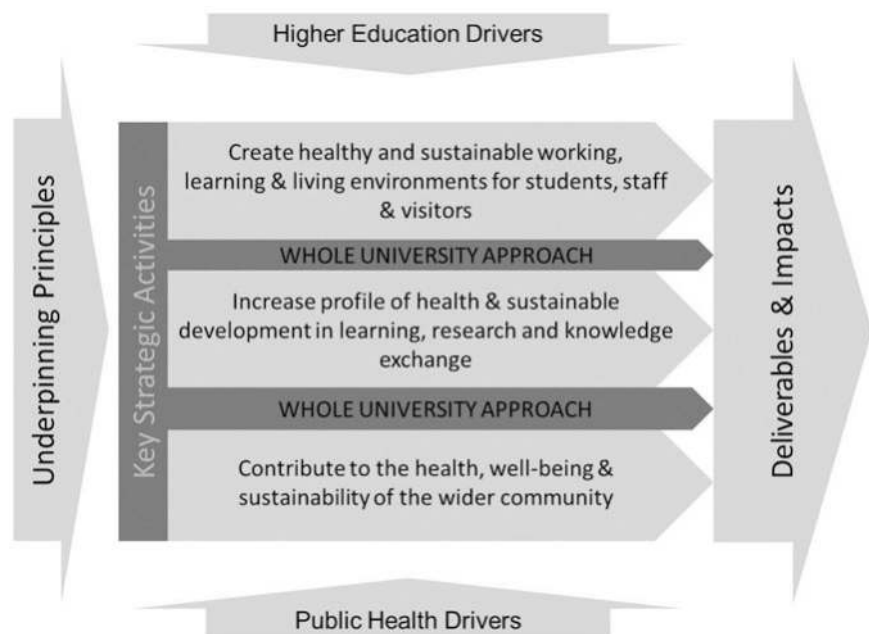 Higher Education Drivers
Underpinning Principles
Key Strategic Activities
Create healthy and sustainable working,
learning & living environments for students, staff
& visitors
WHOLE UNIVERSITY APPROACH
Increase profile of health & sustainable
development in learning, research and knowledge
exchange
WHOLE UNIVERSITY APPROACH
Contribute to the health, well-being &
sustainability of the wider community
Deliverables & Impacts
Public Health Drivers